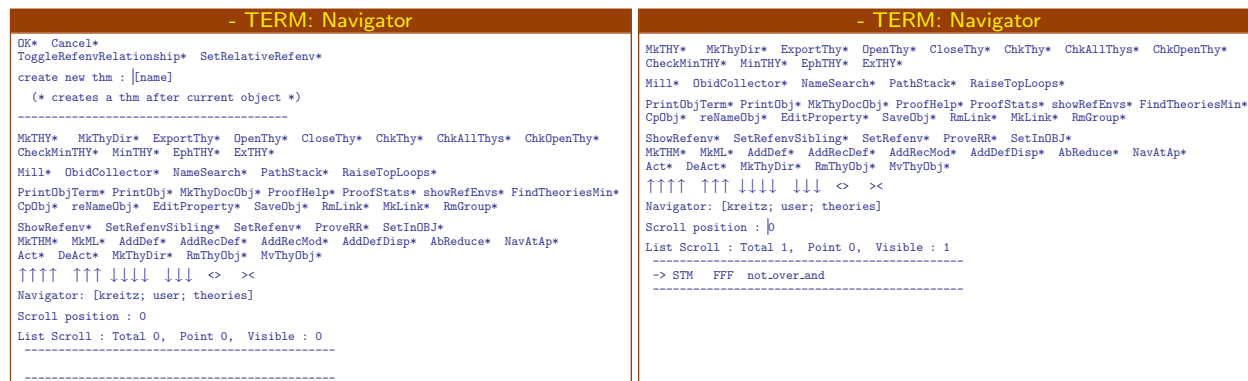 - TERM: Navigator
OK* Cancel*
ToggleRefenvRelationship* SetRelativeRefenv*
create new thm : [name]
(* creates a thm after current object *)
----------------------------------------
MkTHY* MkThyDir* ExportThy* OpenThy* CloseThy* ChkThy* ChkAllThys* ChkOpenThy*
CheckMinTHY* MinTHY* EphTHY* ExTHY*
Mill* ObidCollector* NameSearch* PathStack* RaiseTopLoops*
PrintObjTerm* PrintObj* MkThyDocObj* ProofHelp* ProofStats* showRefEnvs* FindTheoriesMin*
CpObj* reNameObj* EditProperty* SaveObj* RmLink* MkLink* RmGroup*
ShowRefenv* SetRefenvSibling* SetRefenv* ProveRR* SetInOBJ*
MkTHM* MkML* AddDef* AddRecDef* AddRecMod* AddDefDisp* AbReduce* NavAtAp*
Act* DeAct* MkThyDir* RmThyObj* MvThyObj*
↑↑↑↑ ↑↑↑ ↓↓↓↓ ↓↓↓ <> ><
Navigator: [kreitz; user; theories]
Scroll position : 0
List Scroll : Total 0, Point 0, Visible : 0
----------------------------------------------
----------------------------------------------
- TERM: Navigator
MkTHY* MkThyDir* ExportThy* OpenThy* CloseThy* ChkThy* ChkAllThys* ChkOpenThy*
CheckMinTHY* MinTHY* EphTHY* ExTHY*
Mill* ObidCollector* NameSearch* PathStack* RaiseTopLoops*
PrintObjTerm* PrintObj* MkThyDocObj* ProofHelp* ProofStats* showRefEnvs* FindTheoriesMin*
CpObj* reNameObj* EditProperty* SaveObj* RmLink* MkLink* RmGroup*
ShowRefenv* SetRefenvSibling* SetRefenv* ProveRR* SetInOBJ*
MkTHM* MkML* AddDef* AddRecDef* AddRecMod* AddDefDisp* AbReduce* NavAtAp*
Act* DeAct* MkThyDir* RmThyObj* MvThyObj*
↑↑↑↑ ↑↑↑ ↓↓↓↓ ↓↓↓ <> ><
Navigator: [kreitz; user; theories]
Scroll position : 0
List Scroll : Total 1, Point 0, Visible : 1
----------------------------------------------
-> STM FFF not_over_and
----------------------------------------------